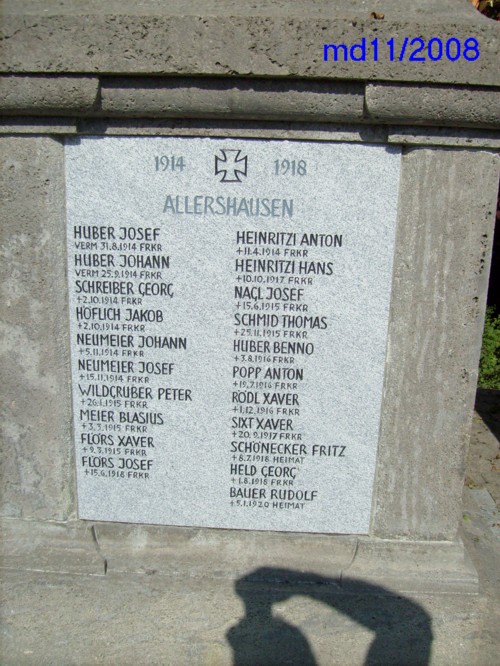 md11/2008
1914 1918
ALLERSHAUSEN
HUBER JOSEF
VERM 31.8.1914 FRKR
HUBER JOHANN
VERM 25.9.1914 FRKR
SCHREIBER GEORG
+2.10.1914 FRKR
HÖFLICH JAKOB
+2.10.1914 FRKR
NEUMEIER JOHANN
+5.11.1914 FRKR
NEUMEIER JOSEF
+15.11.1914 FRKR
WILDGRUBER PETER
+26.1.1915 FRKR
MEIER BLASIUS
+3.3.1915 FRKR
FLÖRS XAVER
+9.3.1915 FRKR
FLÖRS JOSEF
+15.6.1918 FRKR
HEINRITZI ANTON
+11.4.1914 FRKR
HEINRITZI HANS
+10.10.1917 FRKR
NAGL JOSEF
+15.6.1915 FRKR
SCHMID THOMAS
+25.11.1915 FRKR
HUBER BENNO
+3.8.1916 FRKR
POPP ANTON
+19.7.1916 FRKR
RÖDL XAVER
+1.12.1916 FRKR
SIXT XAVER
+20.9.1917 FRKR
SCHÖNECKER FRITZ
+8.7.1918 HEIMAT
HELD GEORG
+1.8.1918 FRKR
BAUER RUDOLF
+5.1.1920 HEIMAT